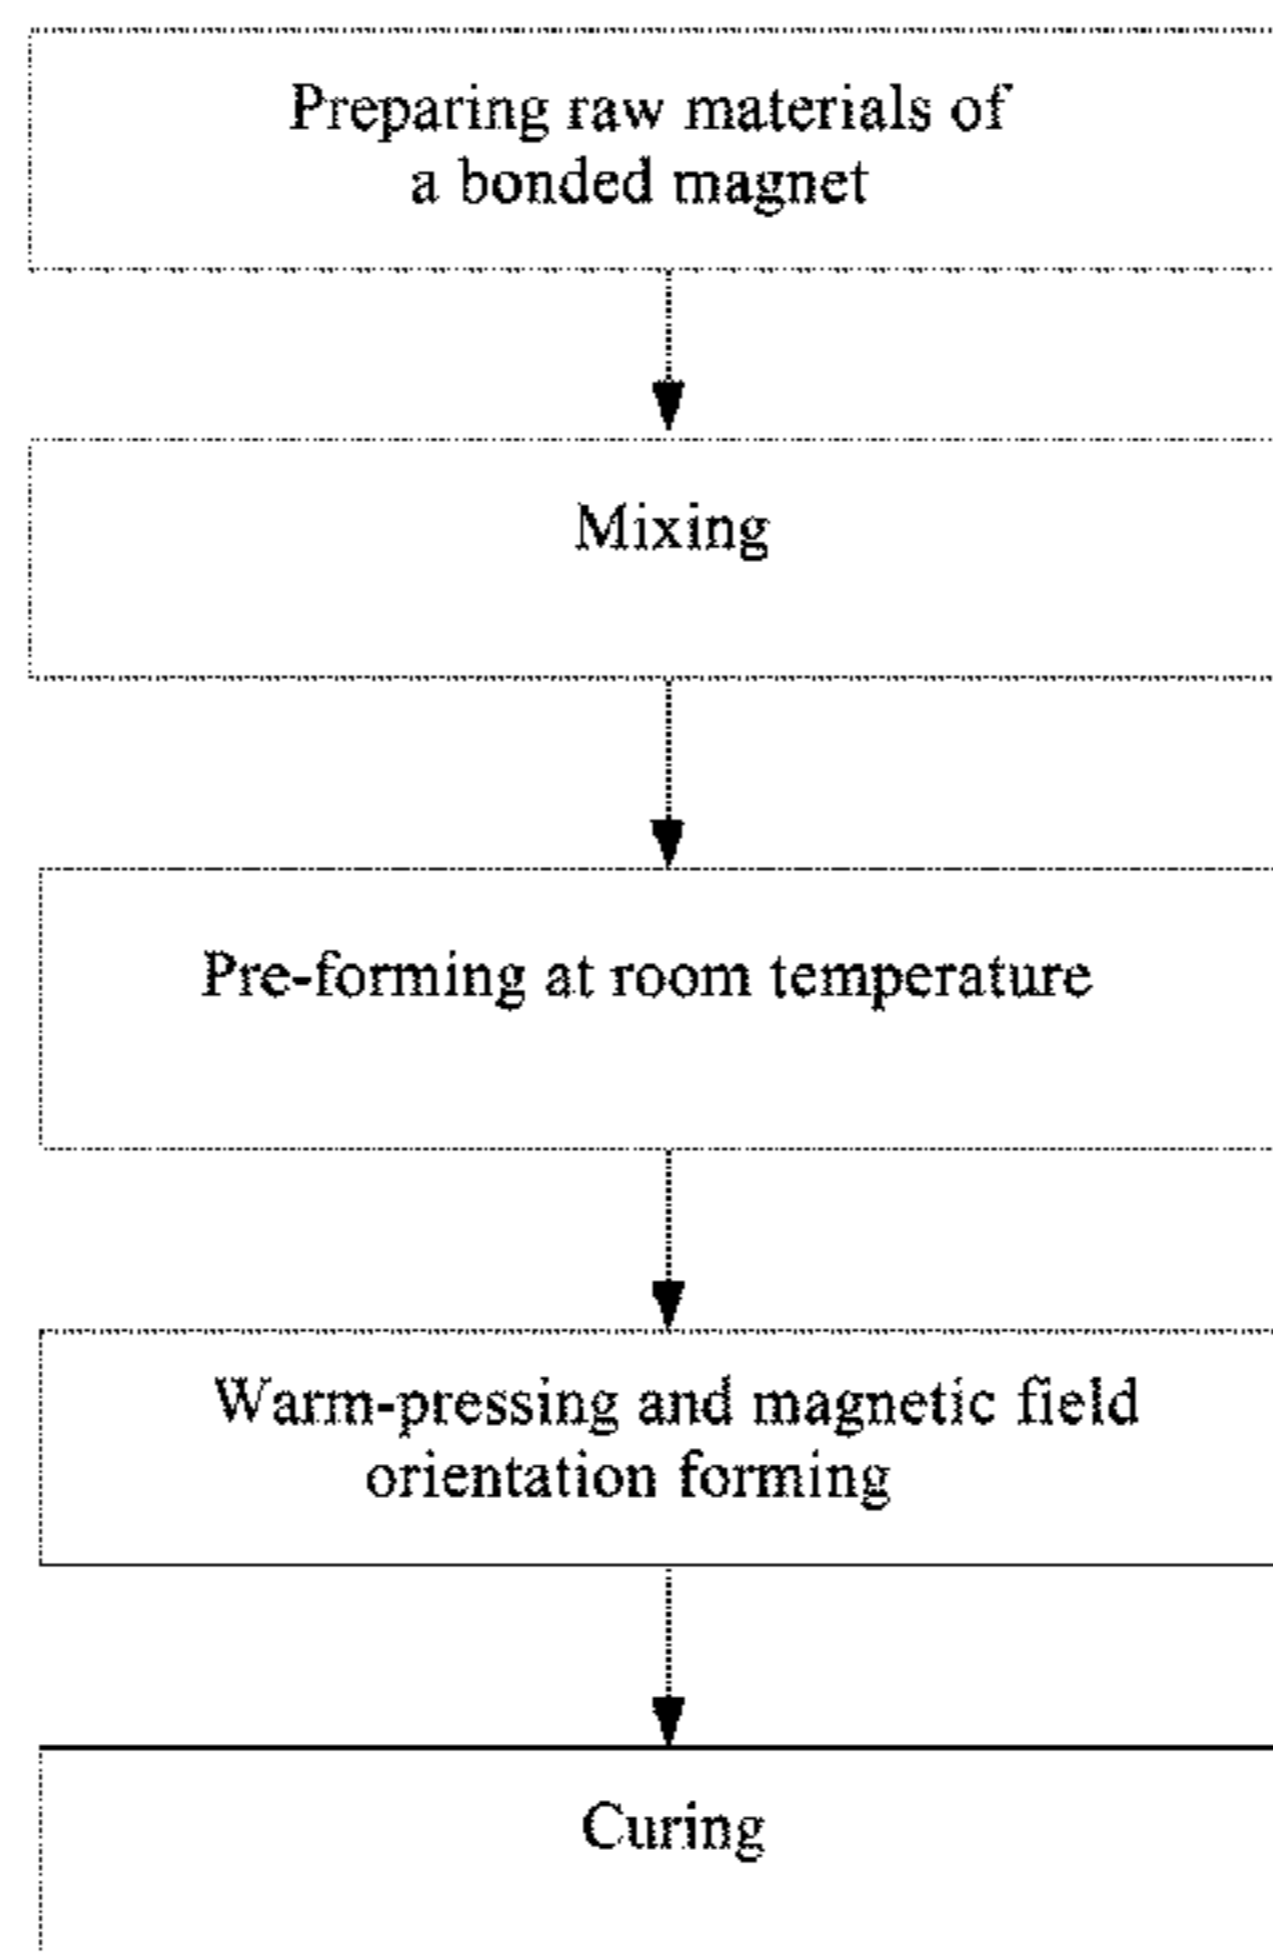 Preparing raw materials of
a bonded magnet
Mixing
Pre-forming at room temperature
Warm-pressing and magnetic field
orientation forming
Curing